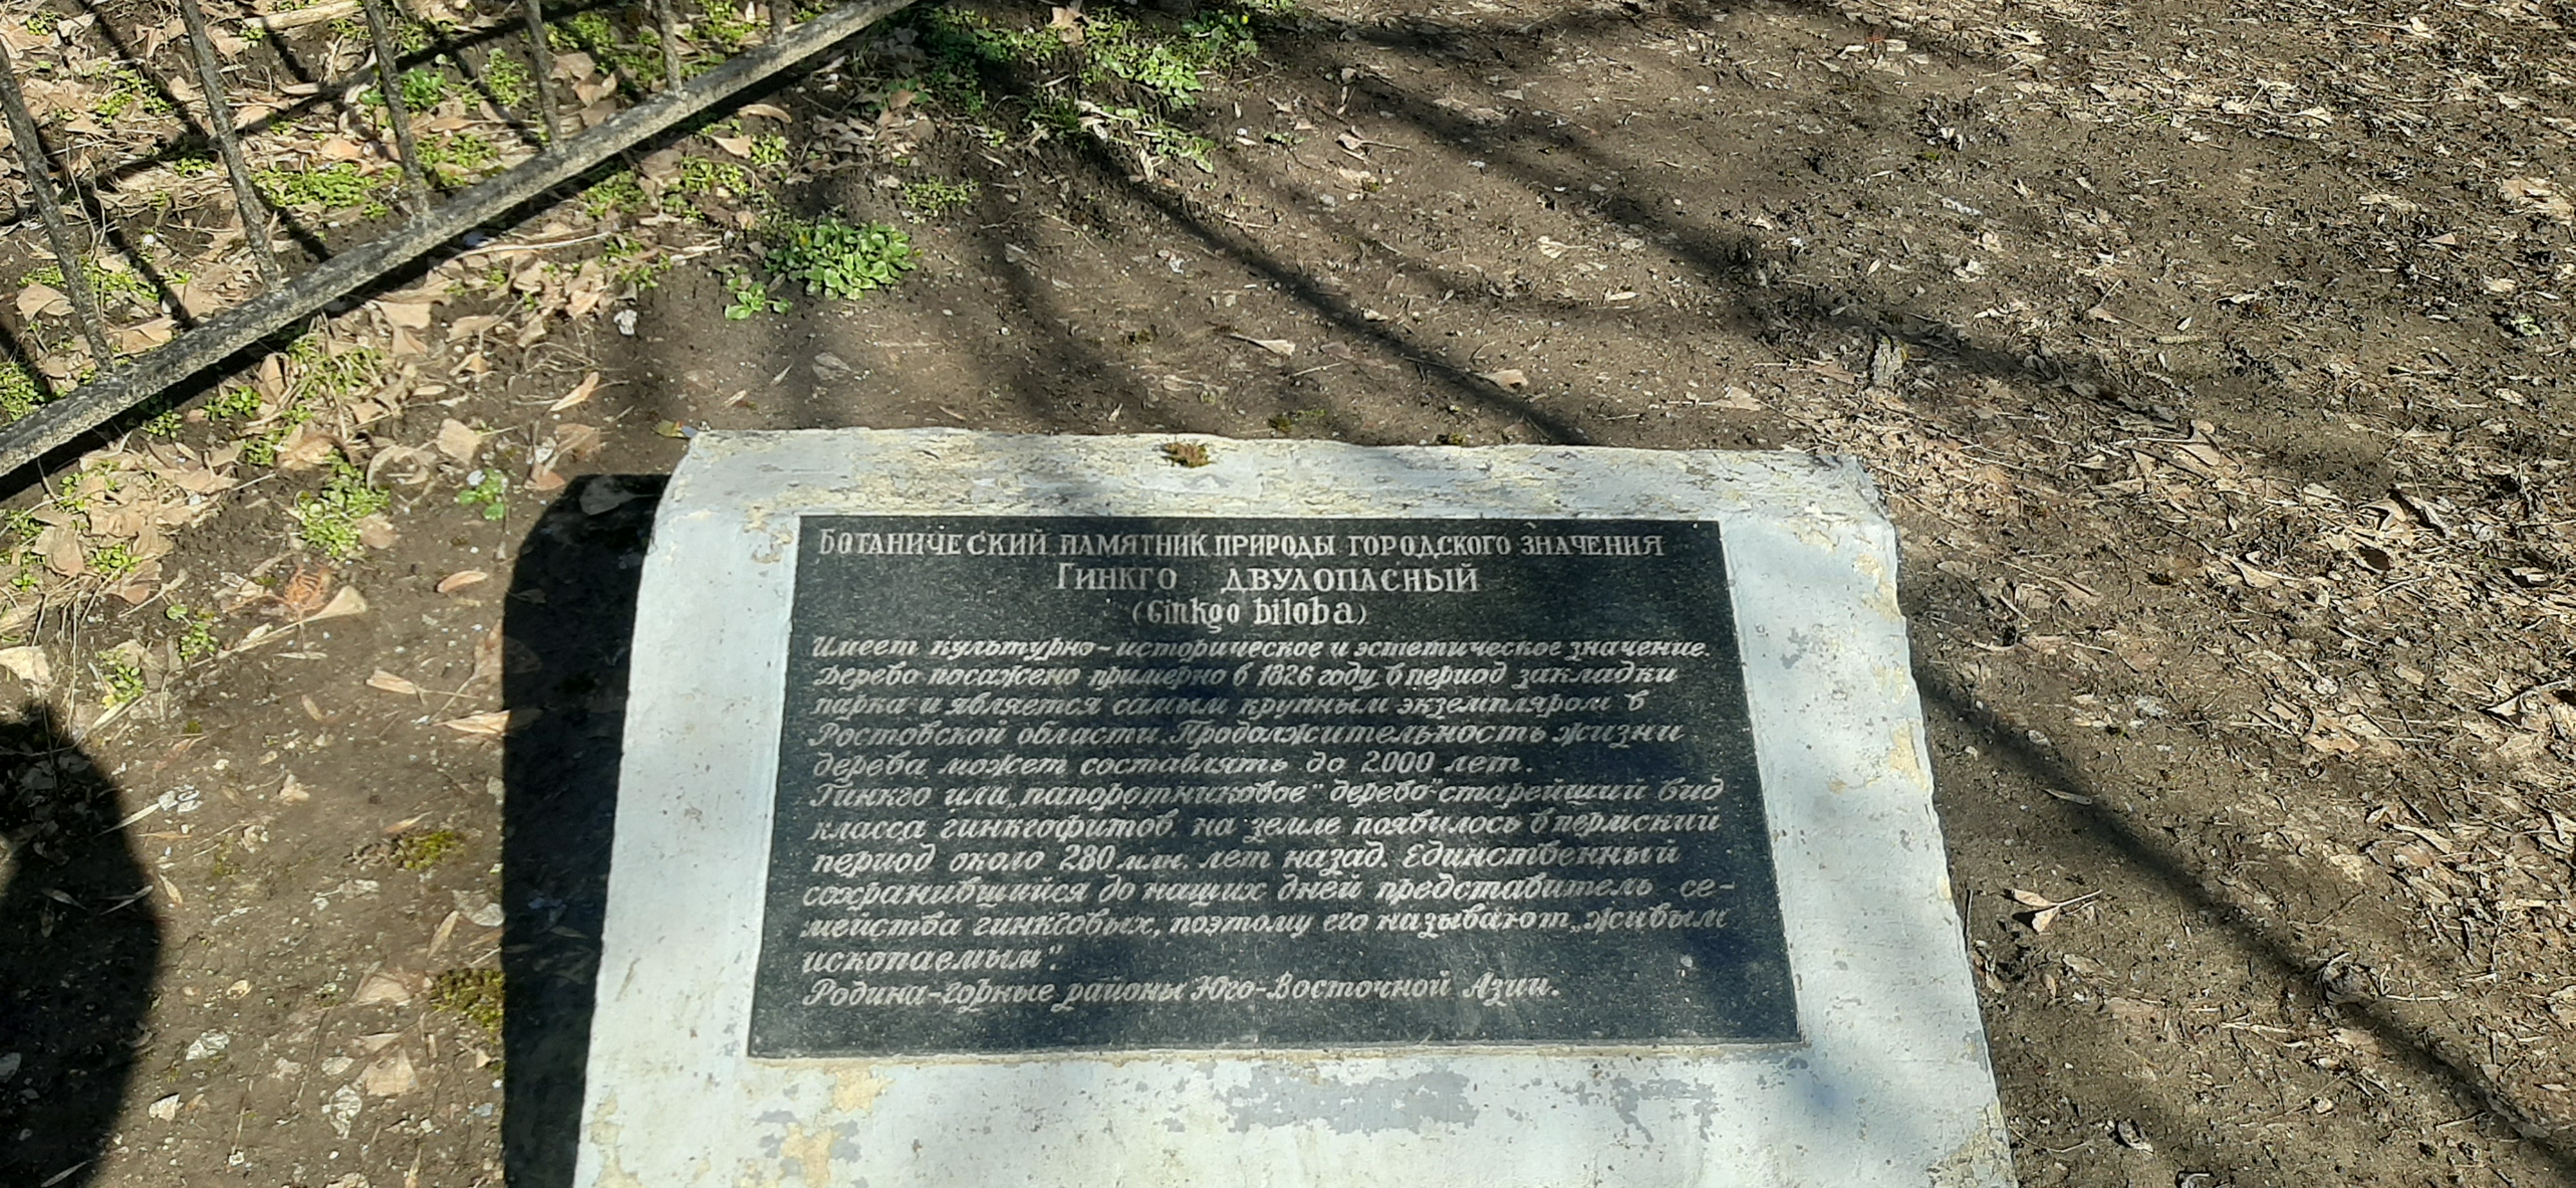 БОТАНИЧЕСКИЙ ПАМЯТНИК ПРИРОДЫ ГОРОДСКОГО ЗНАЧЕНИЯ
ГИНКГО ДВУЛОПАСНЫЙ
(Ginkgo biloba)
Имеет культурно-историческое и эстетическое значение.
Дерево посажено примерно в 1826 году в период закладки
парка и является самым крупным экземпляром в
Ростовской области. Продолжительность жизни
дерева может составлять до 2000 лет.
Гинкго или „папоротниковое" дерево-старейший вид
класса гинкгофитов, на земле появилось в пермский
период около 280 млн. лет назад. Единственный
сохранившийся до наших дней представитель се-
мейства гинкговых, поэтому его называют „живым
ископаемым".
Родина-горные районы Юго-Восточной Азии.